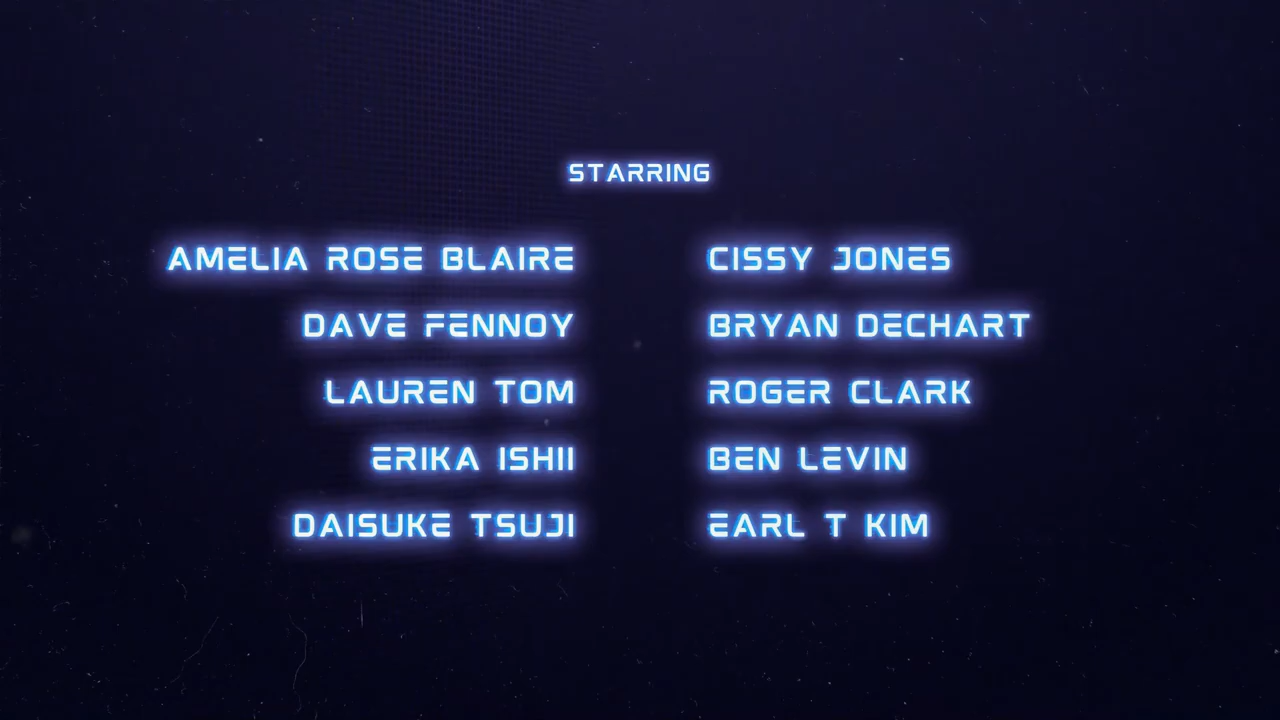 STARRING
AMELIA ROSE BLAIRE CISSY JONES
DAVE FENNOY BRYAN DECHART
LAUREN TOM ROGER CLARK
ERIKA ISHII BEN LEVIN
DAISUKE TSUJI EARL T KIM